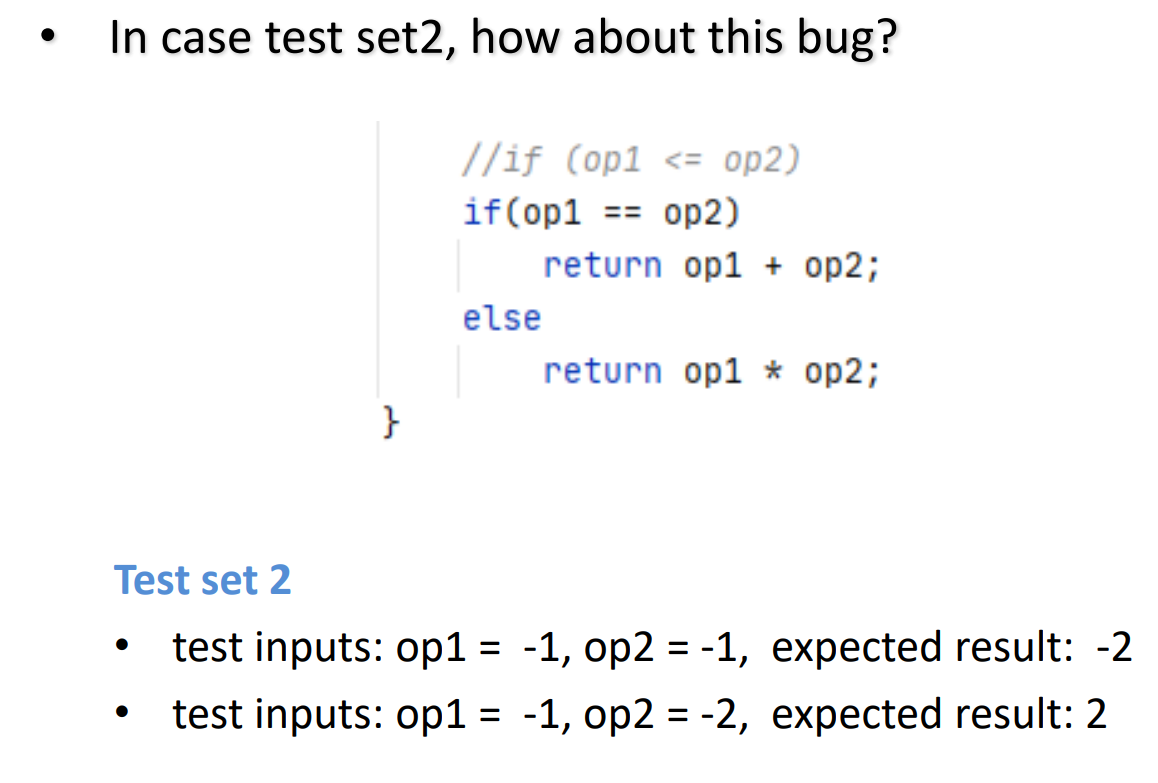 • In case test set2, how about this bug?
//if (op1 <= op2)
if(op1 == op2)
return op1 + op2;
else
return op1 * op2;
}
Test set 2
• test inputs: op1 = -1, op2 = -1, expected result: -2
• test inputs: op1 = -1, op2 = -2, expected result: 2